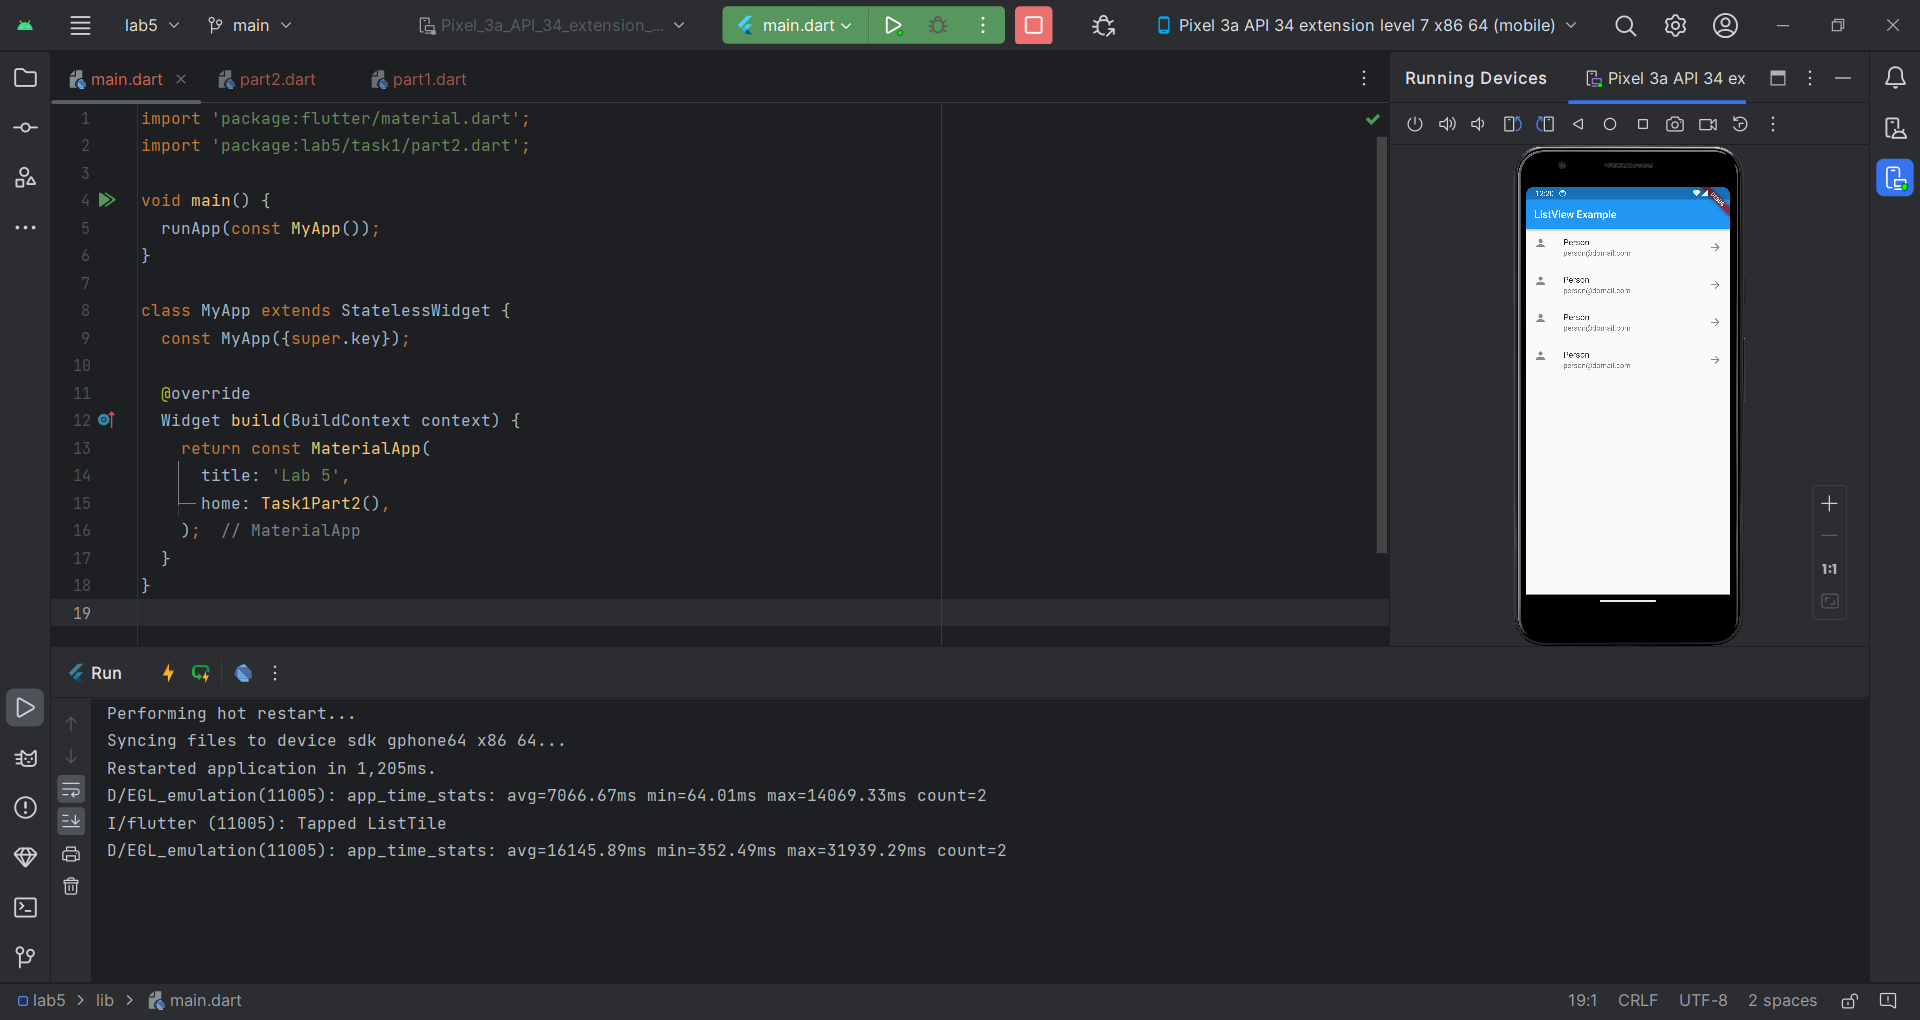 lab5
main
Pixel_3a_API_34_extension_...
main.dart
Pixel 3a API 34 extension level 7 x86 64 (mobile)
main.dart
part2.dart
part1.dart
Running Devices
Pixel 3a API 34 ex
1 import 'package:flutter/material.dart';
2 import 'package:lab5/task1/part2.dart';
3
4 void main() {
5 runApp(const MyApp());
6 }
7
8 class MyApp extends StatelessWidget {
9 const MyApp({super.key});
10
11 @override
12 Widget build(BuildContext context) {
13 return const MaterialApp(
14 title: 'Lab 5',
15 home: Task1Part2(),
16 ); // MaterialApp
17 }
18 }
19
12:20
DEBUG
ListView Example
Person
person@domail.com
Person
person@domail.com
Person
person@domail.com
Person
person@domail.com
1:1
Run
Performing hot restart...
Syncing files to device sdk gphone64 x86 64...
Restarted application in 1,205ms.
D/EGL_emulation(11005): app_time_stats: avg=7066.67ms min=64.01ms max=14069.33ms count=2
I/flutter (11005): Tapped ListTile
D/EGL_emulation(11005): app_time_stats: avg=16145.89ms min=352.49ms max=31939.29ms count=2
lab5 > lib > main.dart
19:1 CRLF UTF-8 2 spaces